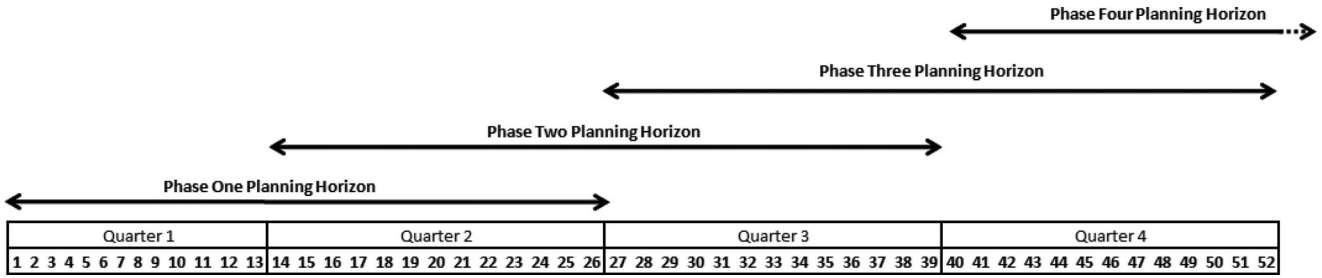 Phase Four Planning Horizon
Phase Three Planning Horizon
Phase Two Planning Horizon
Phase One Planning Horizon
Quarter 1 Quarter 2 Quarter 3 Quarter 4
1 2 3 4 5 6 7 8 9 10 11 12 13 14 15 16 17 18 19 20 21 22 23 24 25 26 27 28 29 30 31 32 33 34 35 36 37 38 39 40 41 42 43 44 45 46 47 48 49 50 51 52